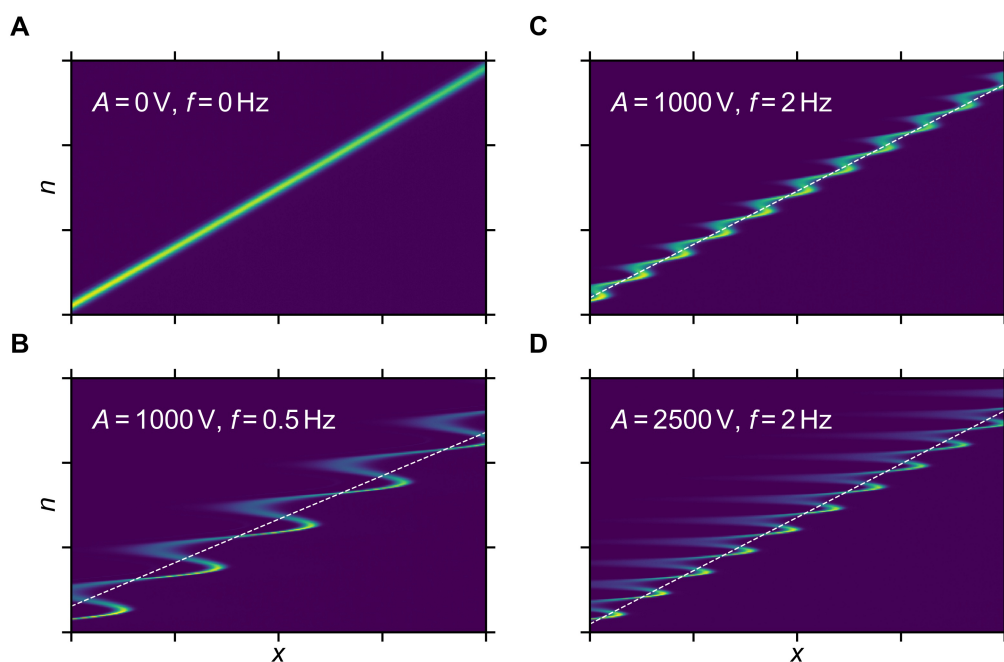 A
A = 0 V, f = 0 Hz
n
B
A = 1000 V, f = 0.5 Hz
n
x
C
A = 1000 V, f = 2 Hz
D
A = 2500 V, f = 2 Hz
x